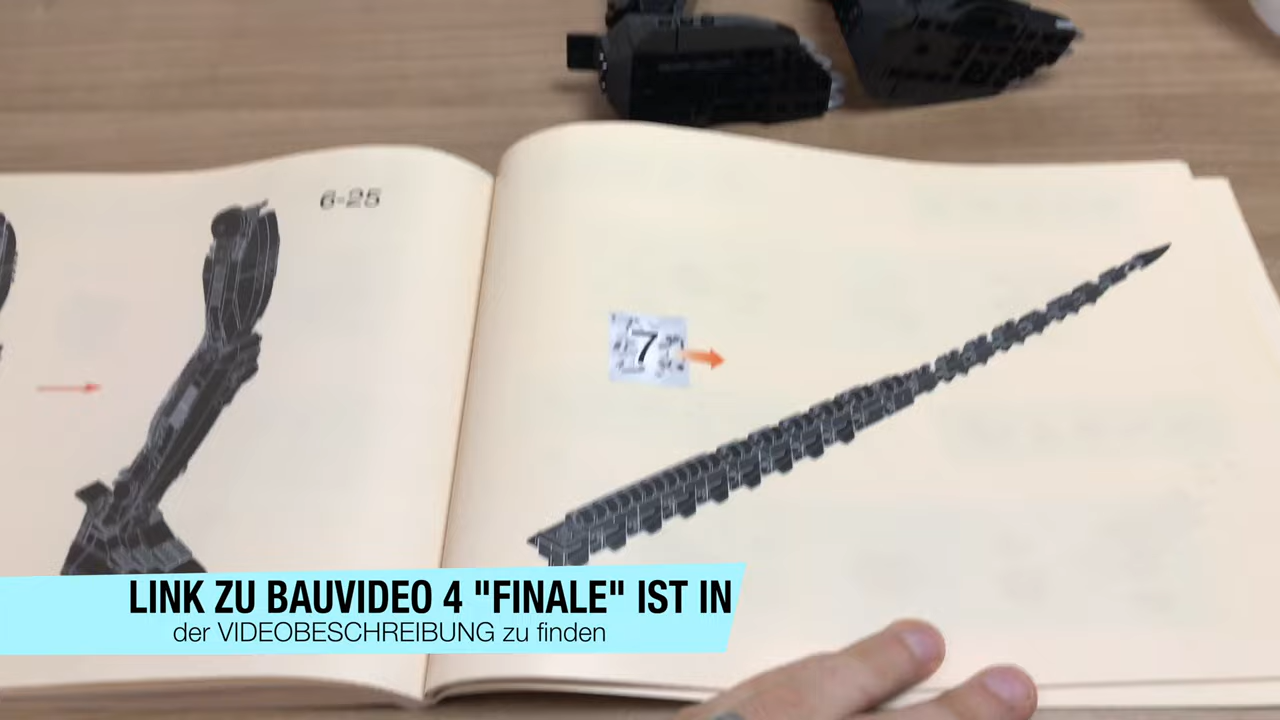 6-25
7
LINK ZU BAUVIDEO 4 "FINALE" IST IN
der VIDEOBESCHREIBUNG zu finden